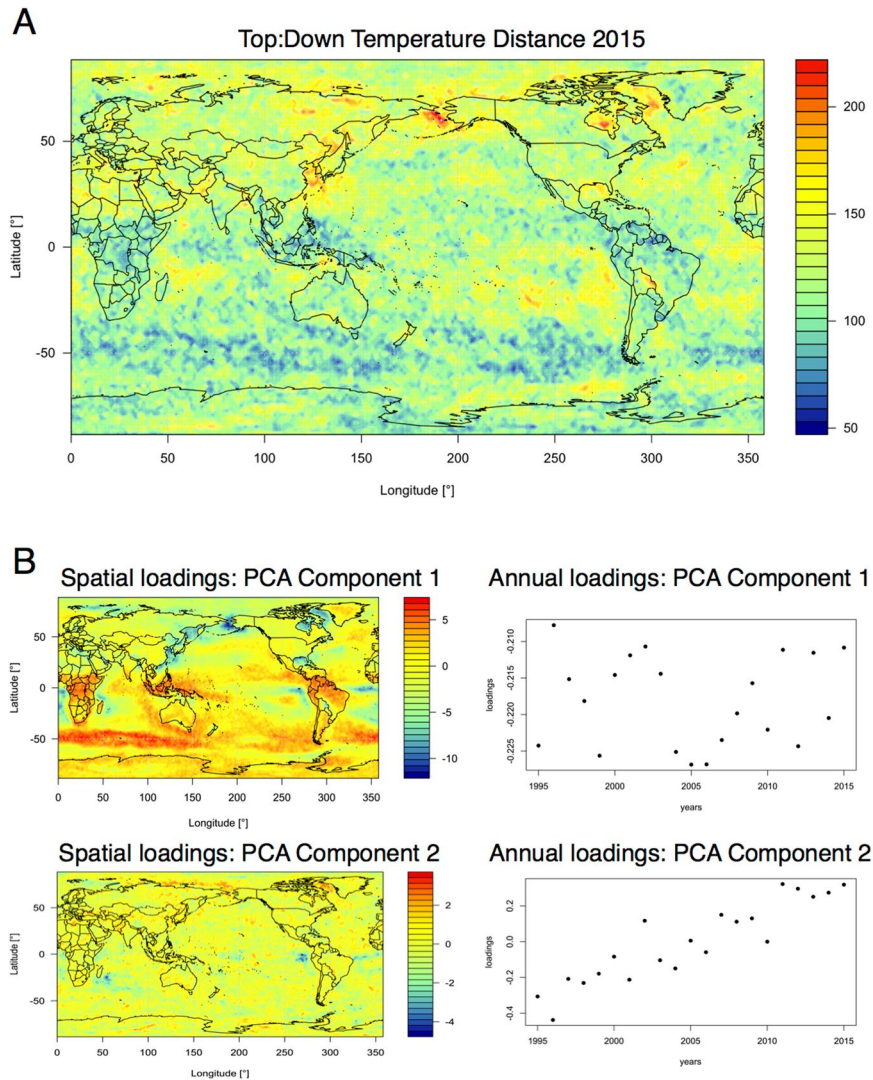 A
Top:Down Temperature Distance 2015
Latitude [°]
50
0
-50
0 50 100 150 200 250 300 350
Longitude [°]
200
150
100
50
B
Spatial loadings: PCA Component 1
Latitude [°]
50
0
-50
0 50 100 150 200 250 300 350
Longitude [°]
5
0
-5
-10
Annual loadings: PCA Component 1
loadings
-0.210
-0.215
-0.220
-0.225
1995 2000 2005 2010 2015
years
Spatial loadings: PCA Component 2
Latitude [°]
50
0
-50
0 50 100 150 200 250 300 350
Longitude [°]
2
0
-2
-4
Annual loadings: PCA Component 2
loadings
0.2
0.0
-0.2
-0.4
1995 2000 2005 2010 2015
years